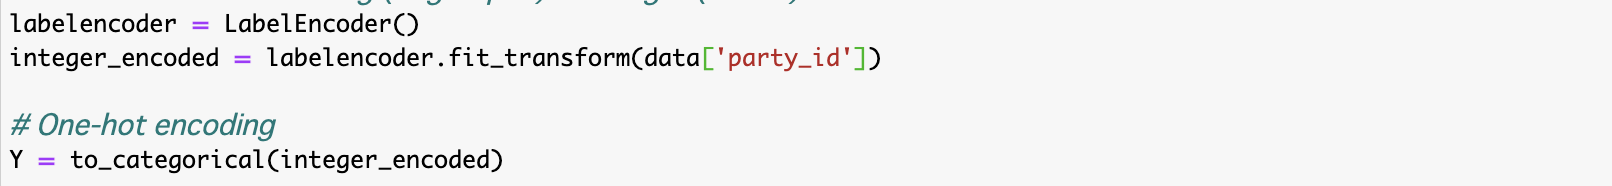 labelencoder = LabelEncoder()
integer_encoded = labelencoder.fit_transform(data['party_id'])
# One-hot encoding
Y = to_categorical(integer_encoded)